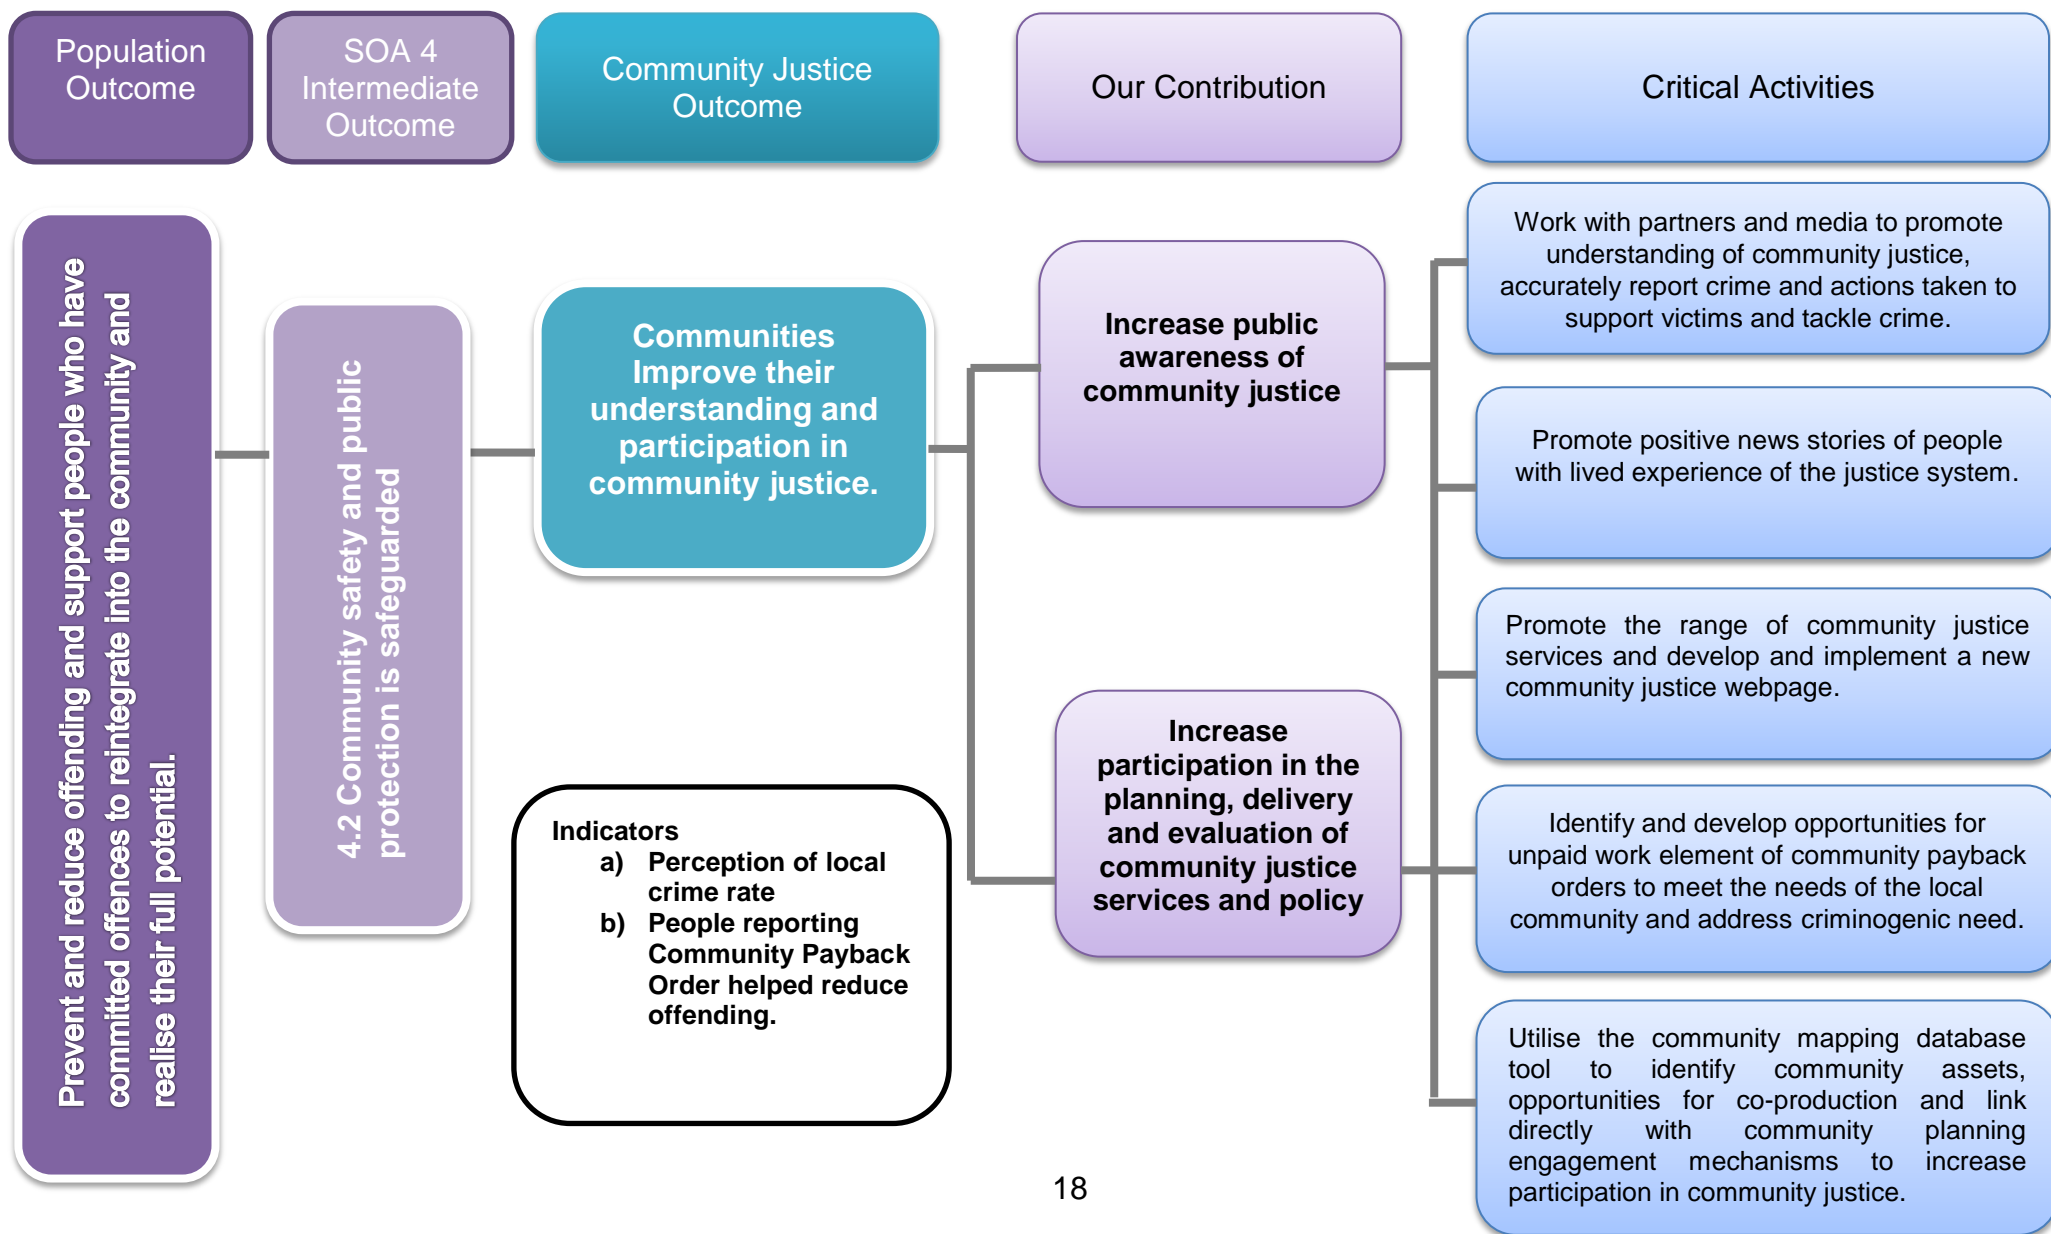 Population
Outcome
SOA 4
Intermediate
Outcome
Community Justice
Outcome
Our Contribution
Critical Activities
Prevent and reduce offending and support people who have
committed offences to reintegrate into the community and
realise their full potential.
4.2 Community safety and public
protection is safeguarded
Communities
Improve their
understanding and
participation in
community justice.
Indicators
a) Perception of local
crime rate
b) People reporting
Community Payback
Order helped reduce
offending.
Increase public
awareness of
community justice
Increase
participation in the
planning, delivery
and evaluation of
community justice
services and policy
Work with partners and media to promote
understanding of community justice,
accurately report crime and actions taken to
support victims and tackle crime.
Promote positive news stories of people
with lived experience of the justice system.
Promote the range of community justice
services and develop and implement a new
community justice webpage.
Identify and develop opportunities for
unpaid work element of community payback
orders to meet the needs of the local
community and address criminogenic need.
Utilise the community mapping database
tool to identify community assets,
opportunities for co-production and link
directly with community planning
engagement mechanisms to increase
participation in community justice.
18